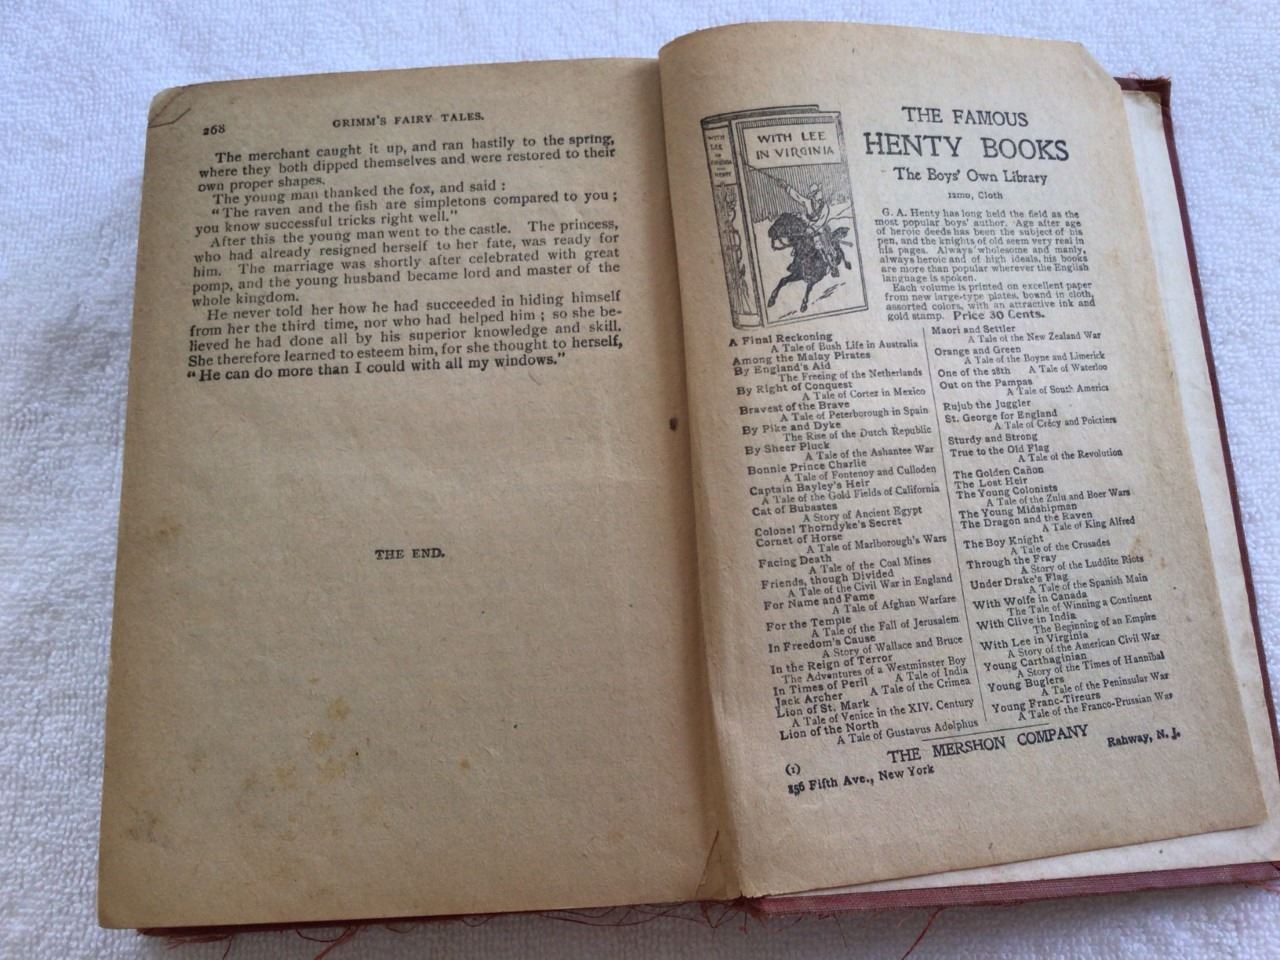 268
GRIMM'S FAIRY TALES.
The merchant caught it up, and ran hastily to the spring,
where they both dipped themselves and were restored to their
own proper shapes.
The young man thanked the fox, and said :
“The raven and the fish are simpletons compared to you ;
you know successful tricks right well.”
After this the young man went to the castle. The princess,
who had already resigned herself to her fate, was ready for
him. The marriage was shortly after celebrated with great
pomp, and the young husband became lord and master of the
whole kingdom.
He never told her how he had succeeded in hiding himself
from her the third time, nor who had helped him ; so she be-
lieved he had done all by his superior knowledge and skill.
She therefore learned to esteem him, for she thought to herself,
“He can do more than I could with all my windows.”
THE END.
WITH
LEE
IN
VIRGINIA
HENTY
WITH LEE
IN VIRGINIA
THE FAMOUS
HENTY BOOKS
The Boys' Own Library
12mo, Cloth
G. A. Henty has long held the field as the
most popular boys' author. Age after age
of heroic deeds has been the subject of his
pen, and the knights of old seem very real in
his pages. Always wholesome and manly,
always heroic and of high ideals, his books
are more than popular wherever the English
language is spoken.
Each volume is printed on excellent paper
from new large-type plates, bound in cloth,
assorted colors, with an attractive ink and
gold stamp. Price 30 Cents.
A Final Reckoning
A Tale of Bush Life in Australia
Among the Malay Pirates
By England's Aid
The Freeing of the Netherlands
By Right of Conquest
A Tale of Cortez in Mexico
Bravest of the Brave
A Tale of Peterborough in Spain
By Pike and Dyke
The Rise of the Dutch Republic
By Sheer Pluck
A Tale of the Ashantee War
Bonnie Prince Charlie
A Tale of Fontenoy and Culloden
Captain Bayley's Heir
A Tale of the Gold Fields of California
Cat of Bubastes
A Story of Ancient Egypt
Colonel Thorndyke's Secret
Cornet of Horse
A Tale of Marlborough's Wars
Facing Death
A Tale of the Coal Mines
Friends, though Divided
A Tale of the Civil War in England
For Name and Fame
A Tale of Afghan Warfare
For the Temple
A Tale of the Fall of Jerusalem
In Freedom's Cause
A Story of Wallace and Bruce
In the Reign of Terror
The Adventures of a Westminster Boy
In Times of Peril A Tale of India
Jack Archer A Tale of the Crimea
Lion of St. Mark
A Tale of Venice in the XIV. Century
Lion of the North
A Tale of Gustavus Adolphus
Maori and Settler
A Tale of the New Zealand War
Orange and Green
A Tale of the Boyne and Limerick
One of the 28th A Tale of Waterloo
Out on the Pampas
A Tale of South America
Rujub the Juggler
St. George for England
A Tale of Crécy and Poictiers
Sturdy and Strong
True to the Old Flag
A Tale of the Revolution
The Golden Cañon
The Lost Heir
The Young Colonists
A Tale of the Zulu and Boer Wars
The Young Midshipman
The Dragon and the Raven
A Tale of King Alfred
The Boy Knight
A Tale of the Crusades
Through the Fray
A Story of the Luddite Riots
Under Drake's Flag
A Tale of the Spanish Main
With Wolfe in Canada
The Tale of Winning a Continent
With Clive in India
The Beginning of an Empire
With Lee in Virginia
A Story of the American Civil War
Young Carthaginian
A Story of the Times of Hannibal
Young Buglers
A Tale of the Peninsular War
Young Franc-Tireurs
A Tale of the Franco-Prussian War
THE MERSHON COMPANY
(1)
156 Fifth Ave., New York
Rahway, N. J.